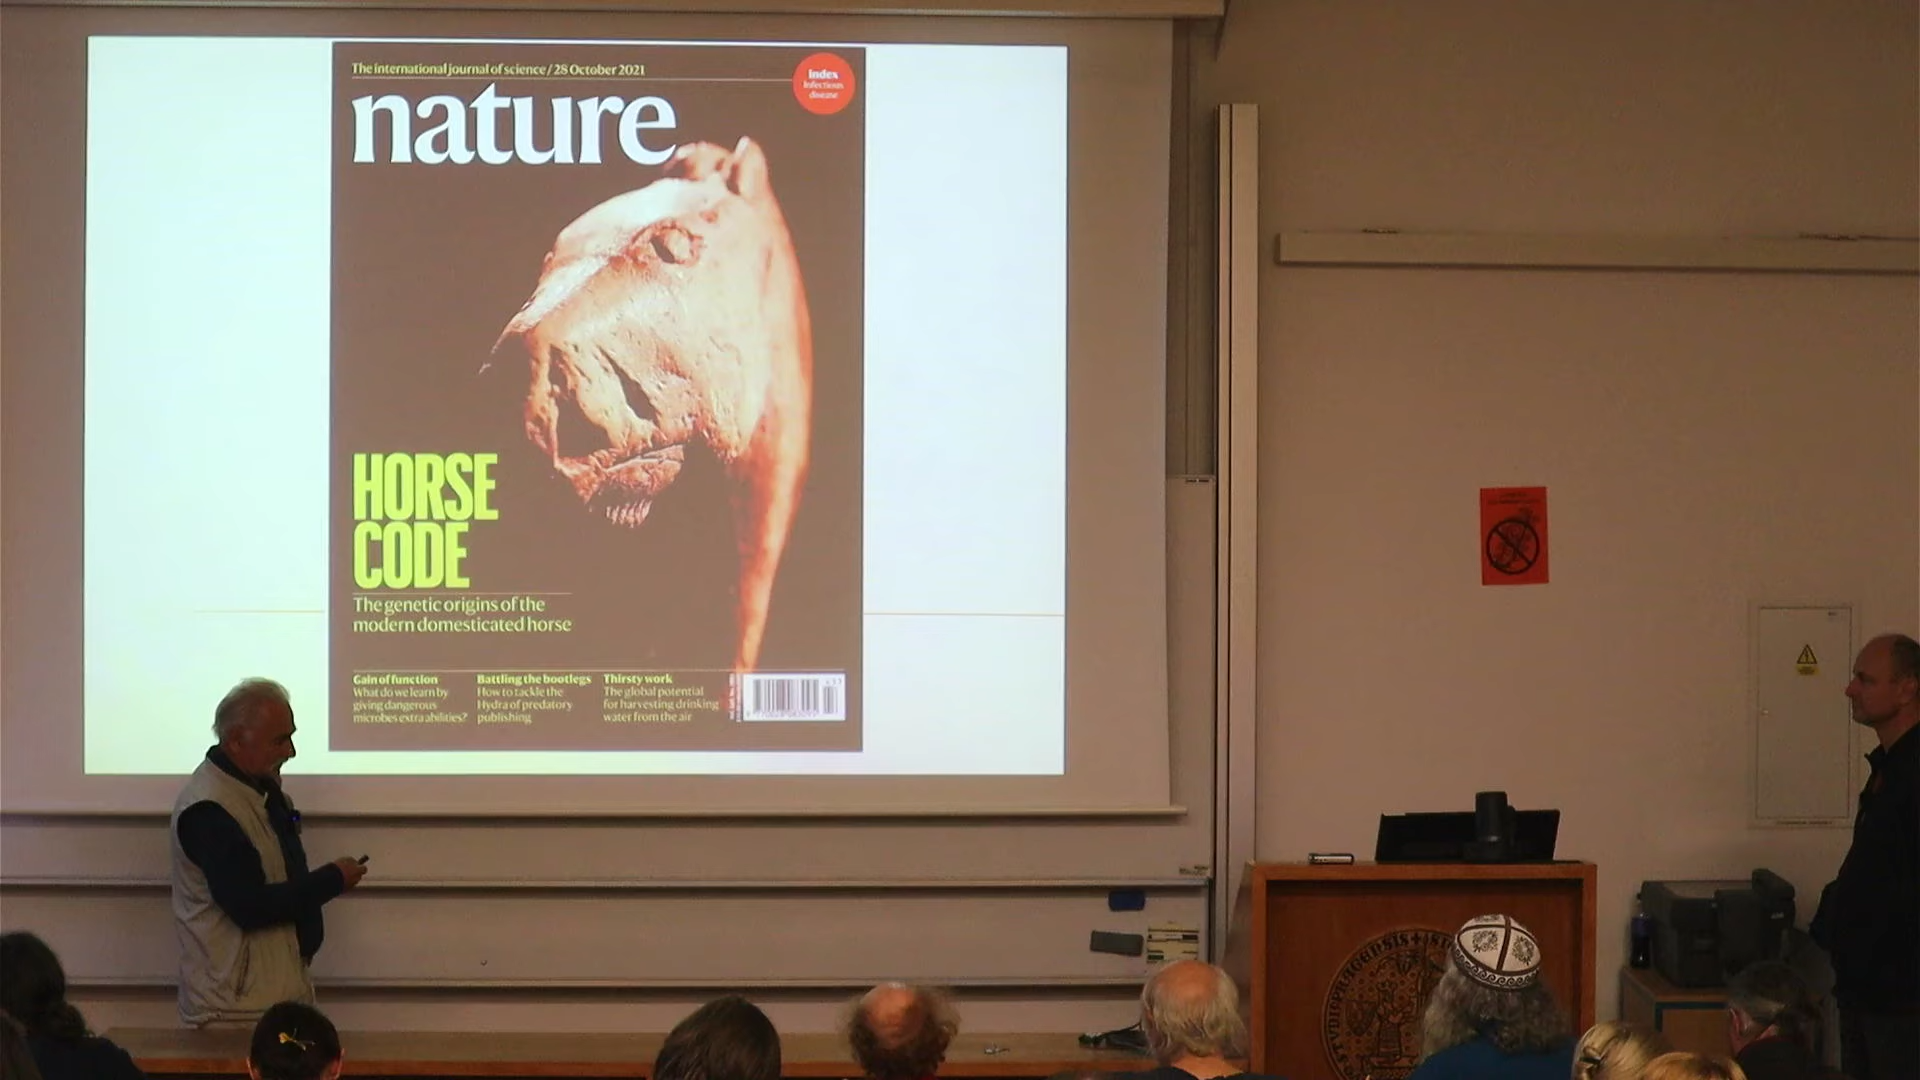 The international journal of science / 28 October 2021
nature
index
Infectious
disease
HORSE
CODE
The genetic origins of the
modern domesticated horse
Gain of function
What do we learn by
giving dangerous
microbes extra abilities?
Battling the bootlegs
How to tackle the
Hydra of predatory
publishing
Thirsty work
The global potential
for harvesting drinking
water from the air